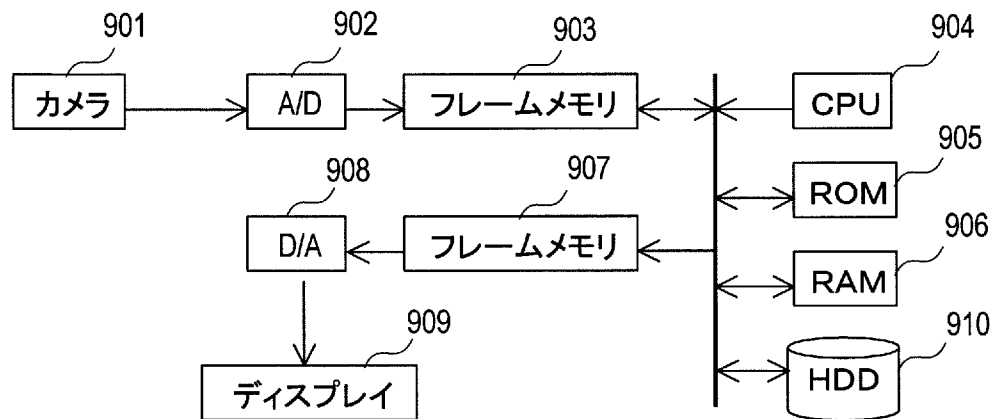 901
902
903
904
カメラ
A/D
フレームメモリ
CPU
905
ROM
908
907
D/A
フレームメモリ
906
RAM
909
910
ディスプレイ
HDD